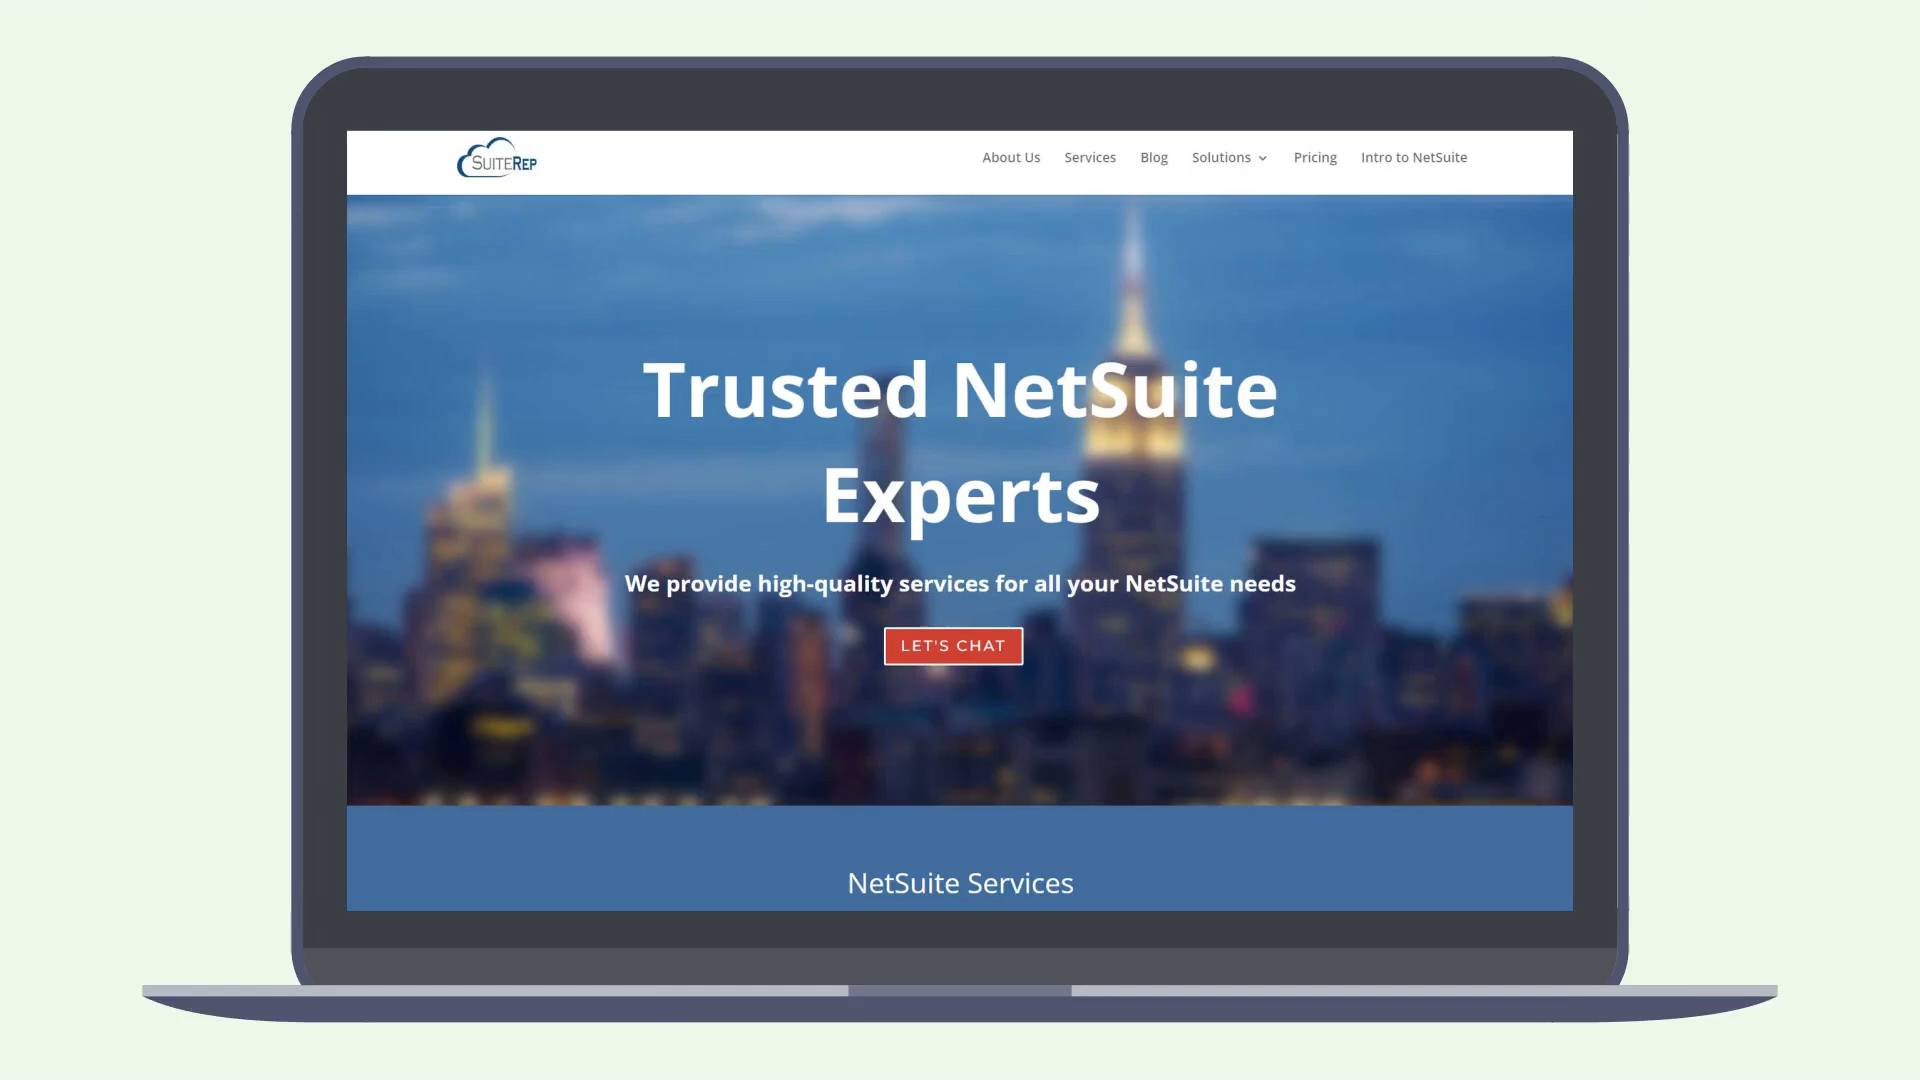 SUITEREP
About Us Services Blog Solutions Pricing Intro to NetSuite
Trusted NetSuite
Experts
We provide high-quality services for all your NetSuite needs
LET'S CHAT
NetSuite Services